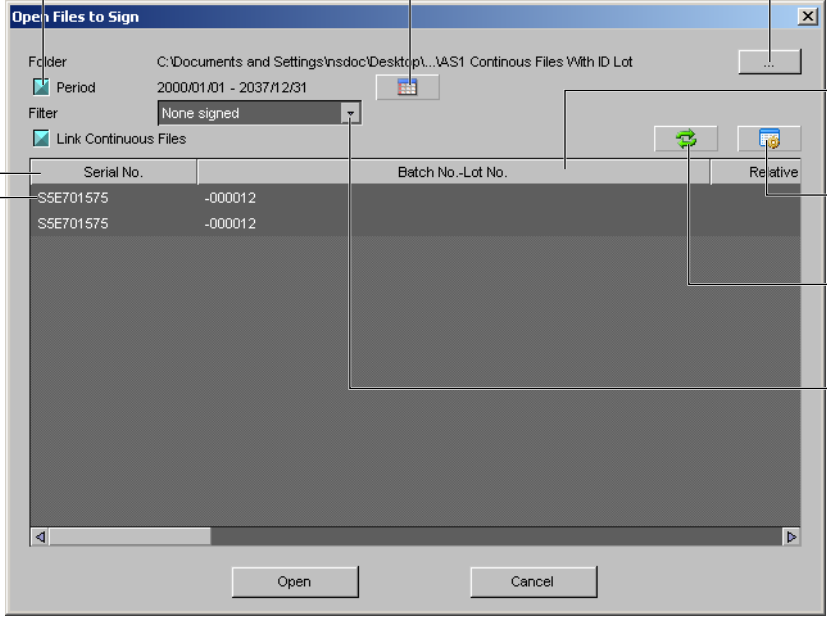 Open Files to Sign
Folder C:\Documents and Settings\nsdoc\Desktop\...\AS1 Continous Files With ID Lot ...
Period 2000/01/01 - 2037/12/31
Filter None signed
Link Continuous Files
Serial No. Batch No.-Lot No. Relative
S5E701575 -000012
S5E701575 -000012
Open Cancel